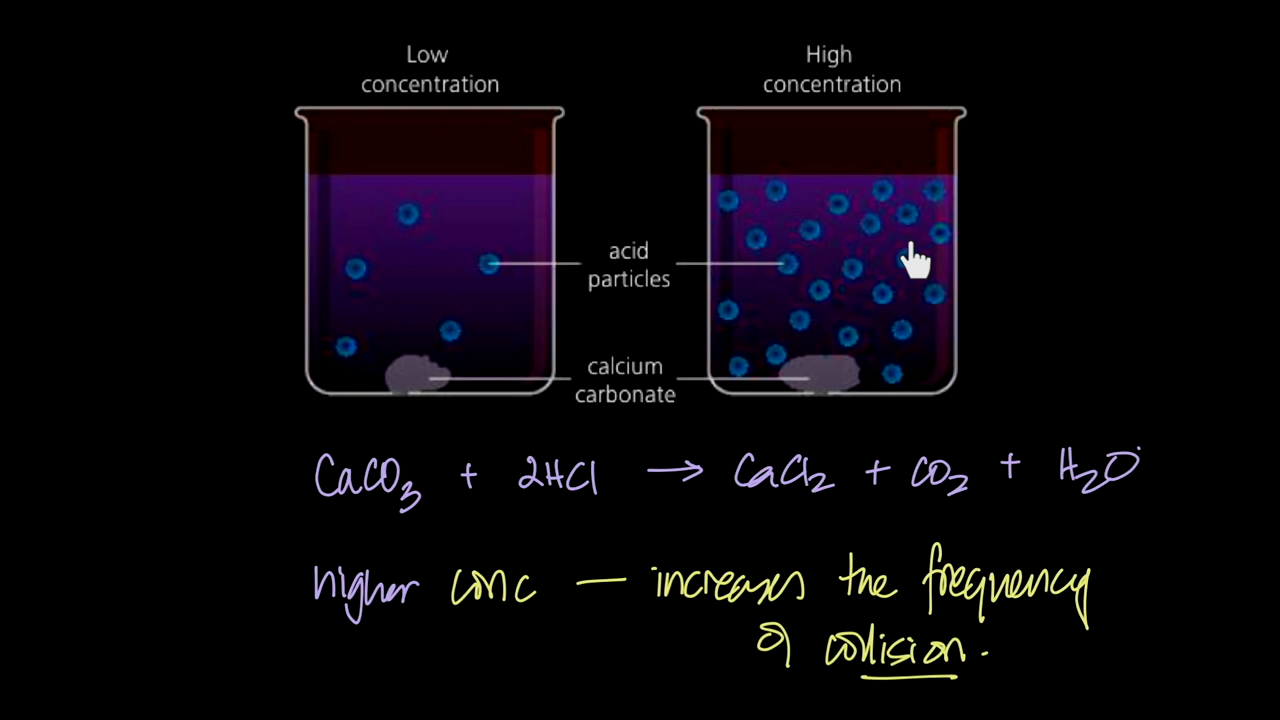 Low
concentration
High
concentration
acid
particles
calcium
carbonate
CaCO₃ + 2HCl → CaCl₂ + CO₂ + H₂O
higher conc — increases the frequency
of collision.